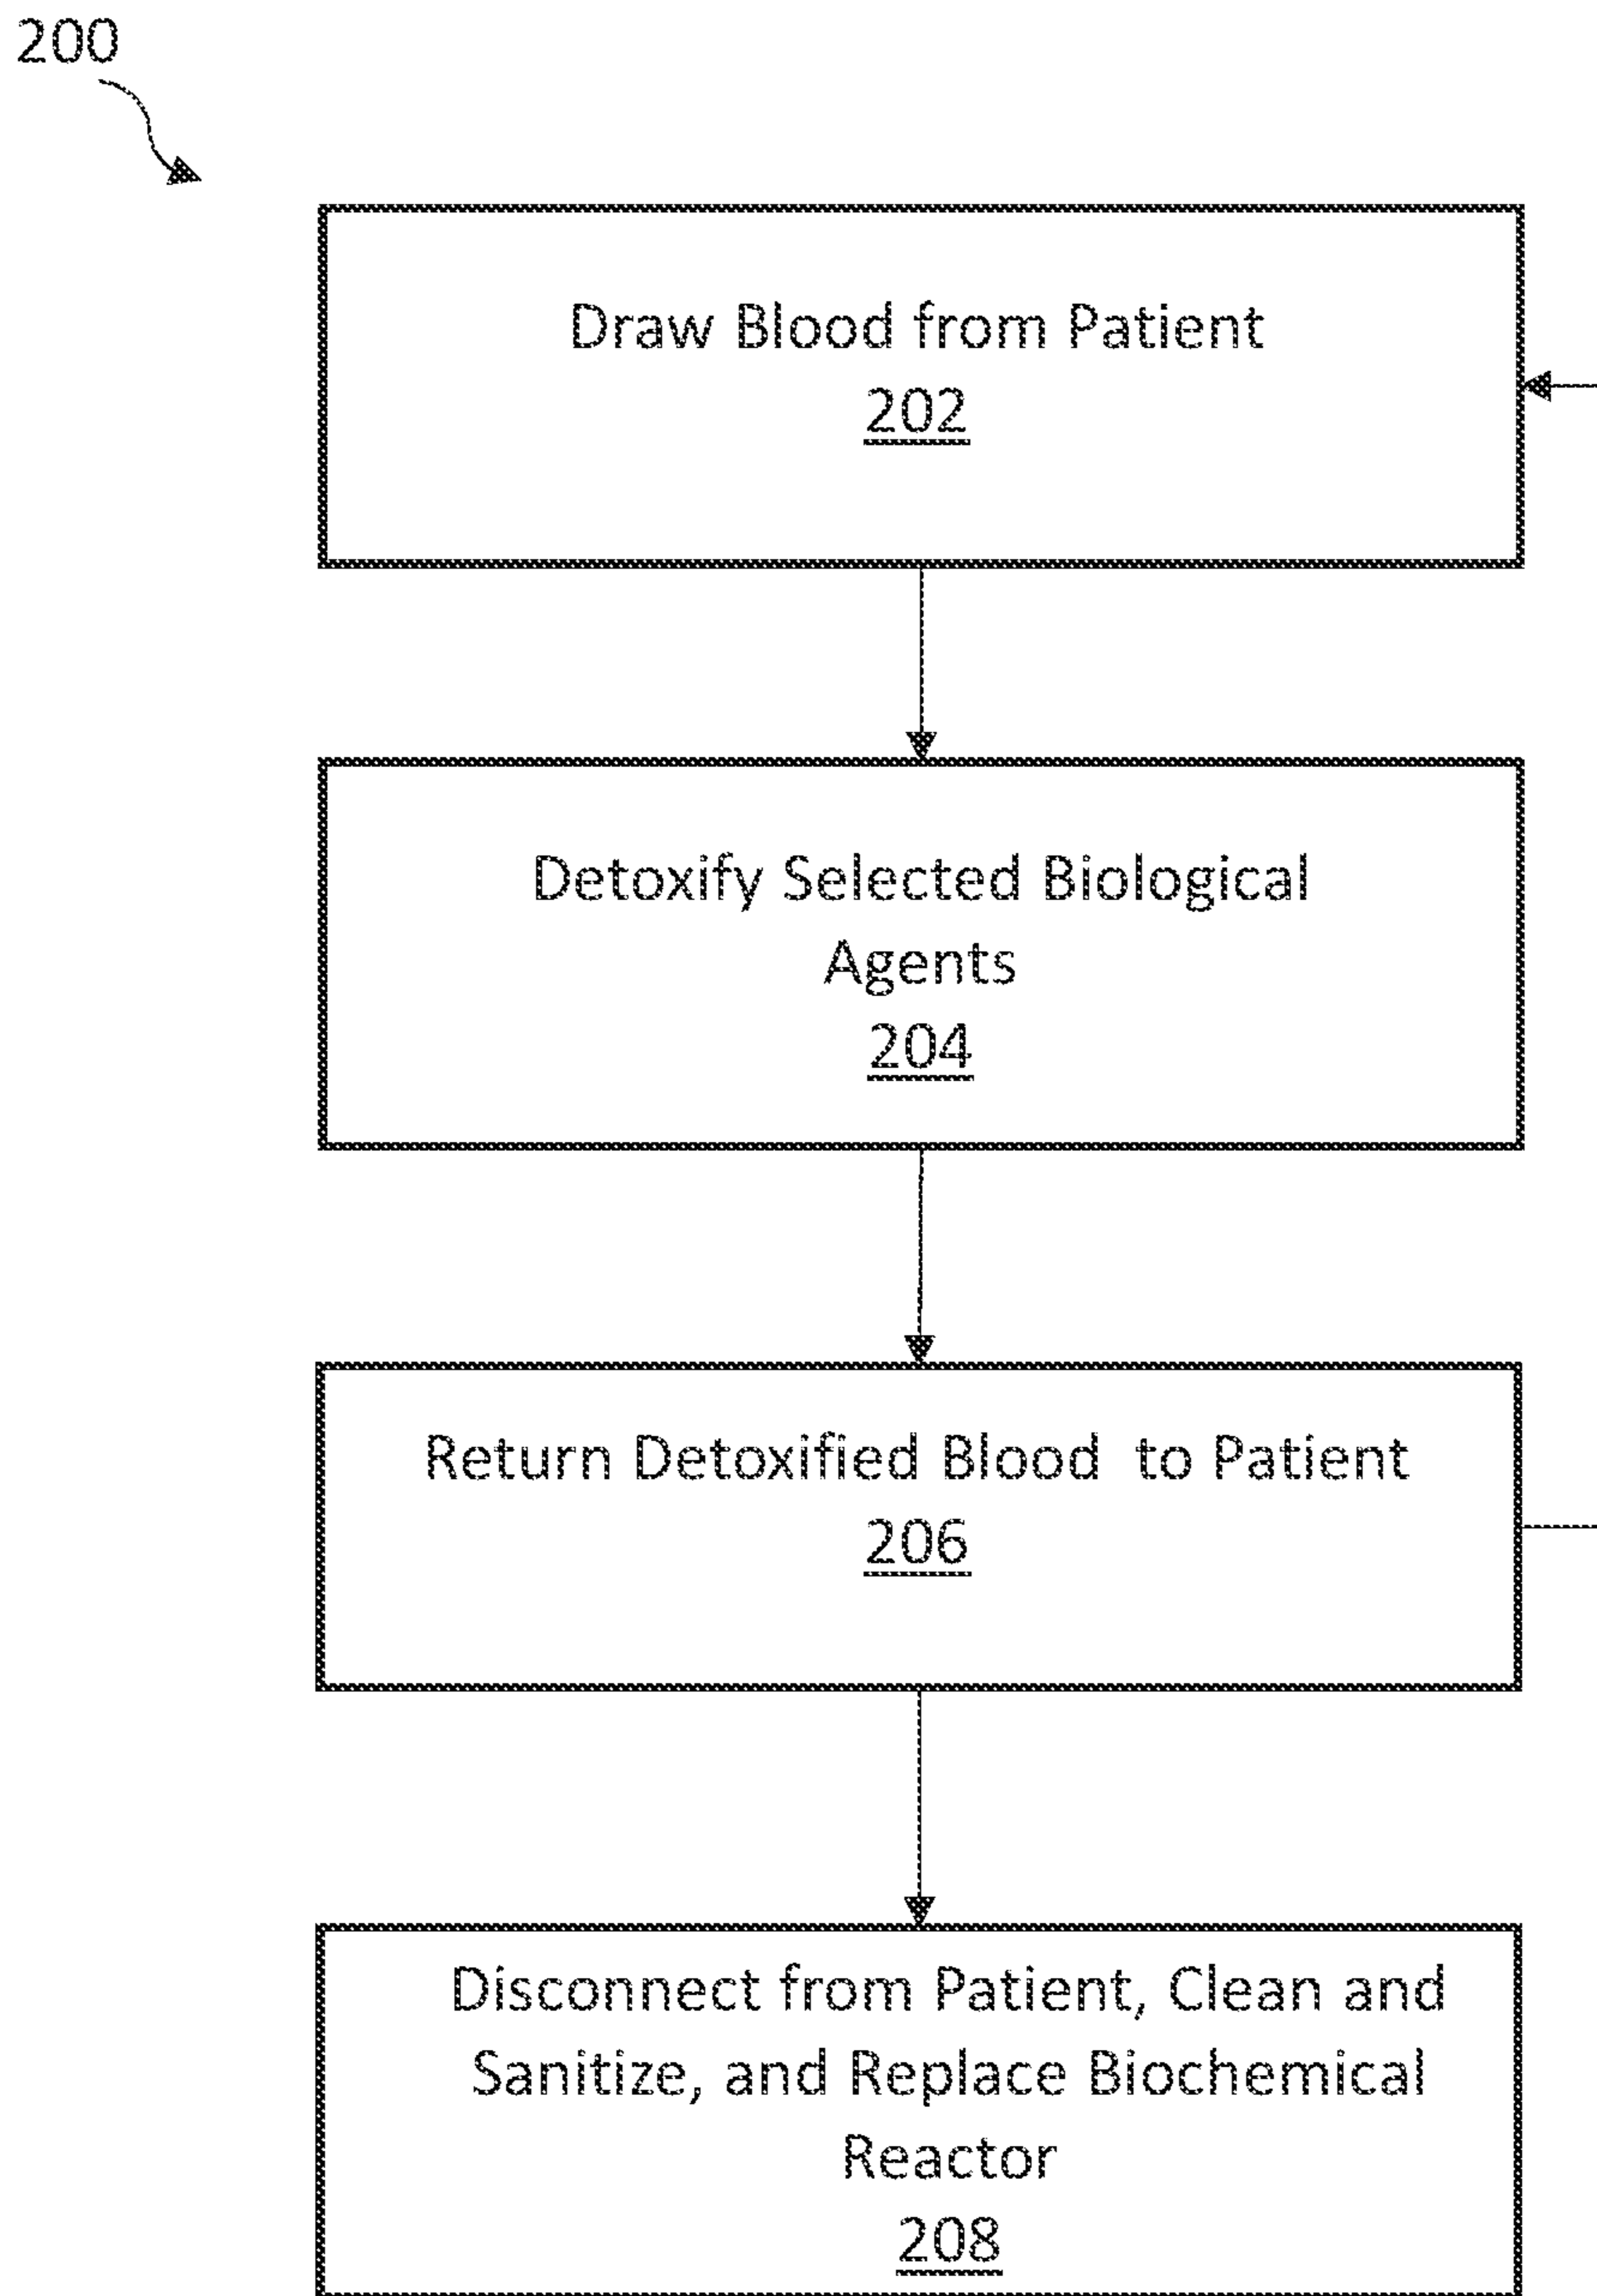 200
Draw Blood from Patient
202
Detoxify Selected Biological
Agents
204
Return Detoxified Blood  to Patient
206
Disconnect from Patient, Clean and
Sanitize, and Replace Biochemical
Reactor
208